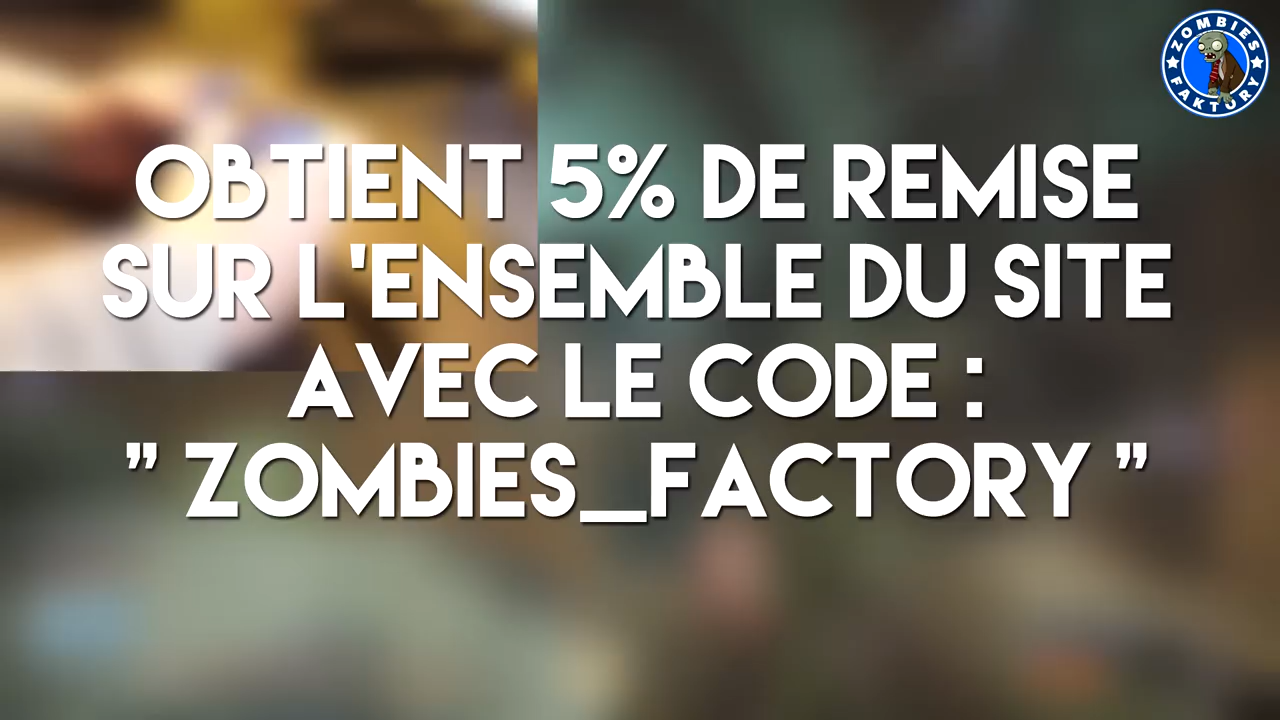 ZOMBIES
FAKTORY
OBTIENT 5% DE REMISE
SUR L'ENSEMBLE DU SITE
AVEC LE CODE :
” ZOMBIES_FACTORY ”